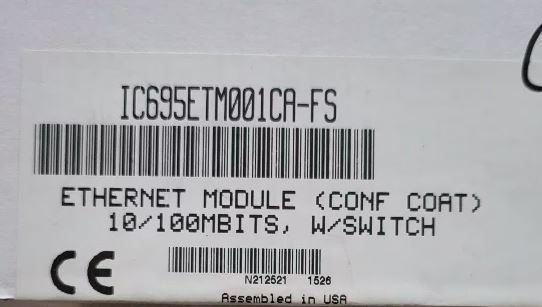 IC695ETM001CA-FS
ETHERNET MODULE (CONF COAT)
10/100MBITS, W/SWITCH
CE
N212521 1526
Assembled in USA